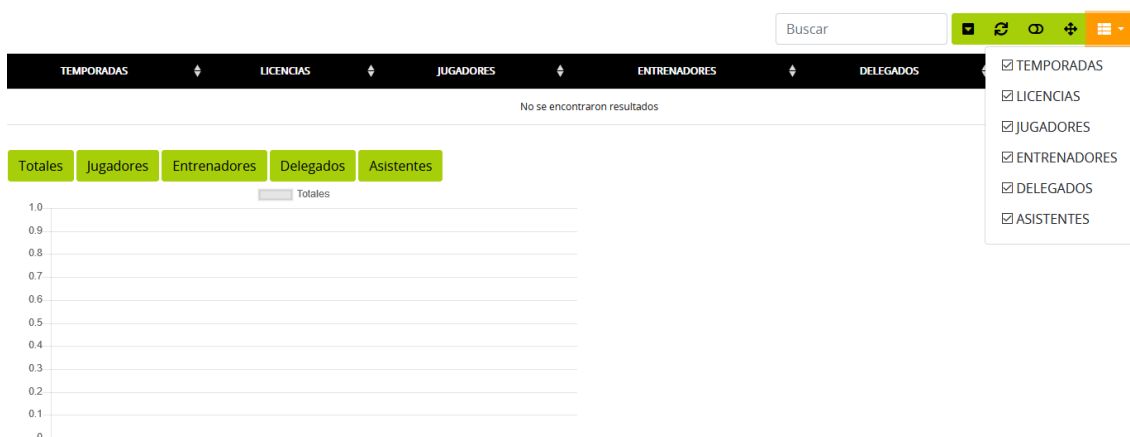 Buscar
TEMPORADAS LICENCIAS JUGADORES ENTRENADORES DELEGADOS
No se encontraron resultados
TEMPORADAS
LICENCIAS
JUGADORES
ENTRENADORES
DELEGADOS
ASISTENTES
Totales Jugadores Entrenadores Delegados Asistentes
Totales
1.0
0.9
0.8
0.7
0.6
0.5
0.4
0.3
0.2
0.1
0